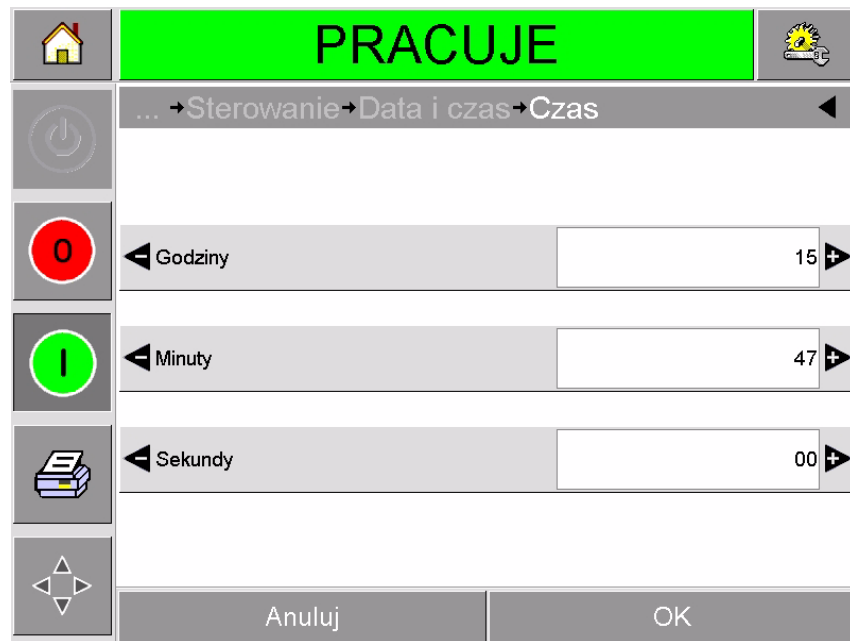 PRACUJE
... →Sterowanie→Data i czas→Czas
0
Godziny 15
I
Minuty 47
Sekundy 00
Anuluj OK